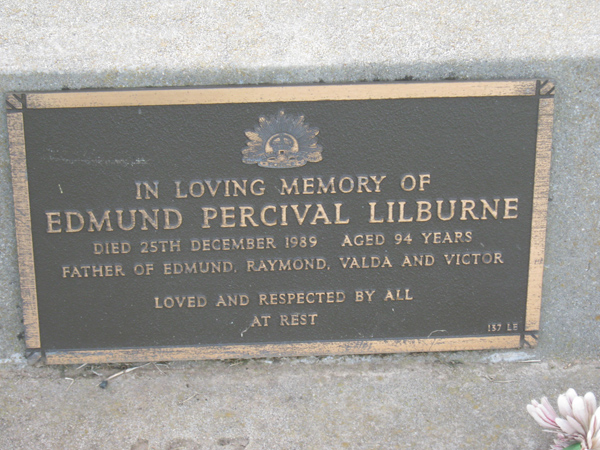 IN LOVING MEMORY OF
EDMUND PERCIVAL LILBURNE
DIED 25TH DECEMBER 1989 AGED 94 YEARS
FATHER OF EDMUND, RAYMOND, VALDA AND VICTOR
LOVED AND RESPECTED BY ALL
AT REST
157 LE